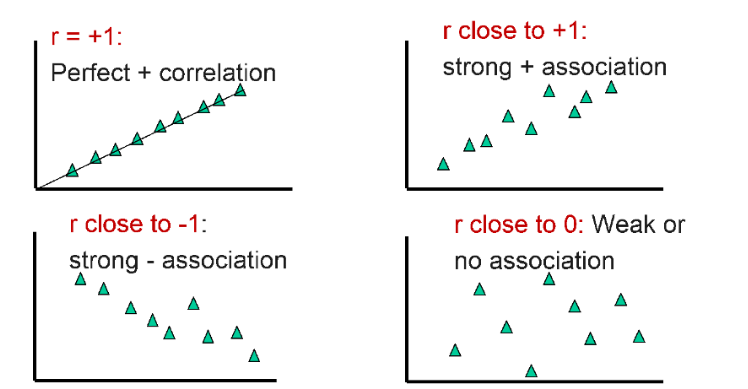 r = +1:
Perfect + correlation
r close to +1:
strong + association
r close to -1:
strong - association
r close to 0: Weak or
no association